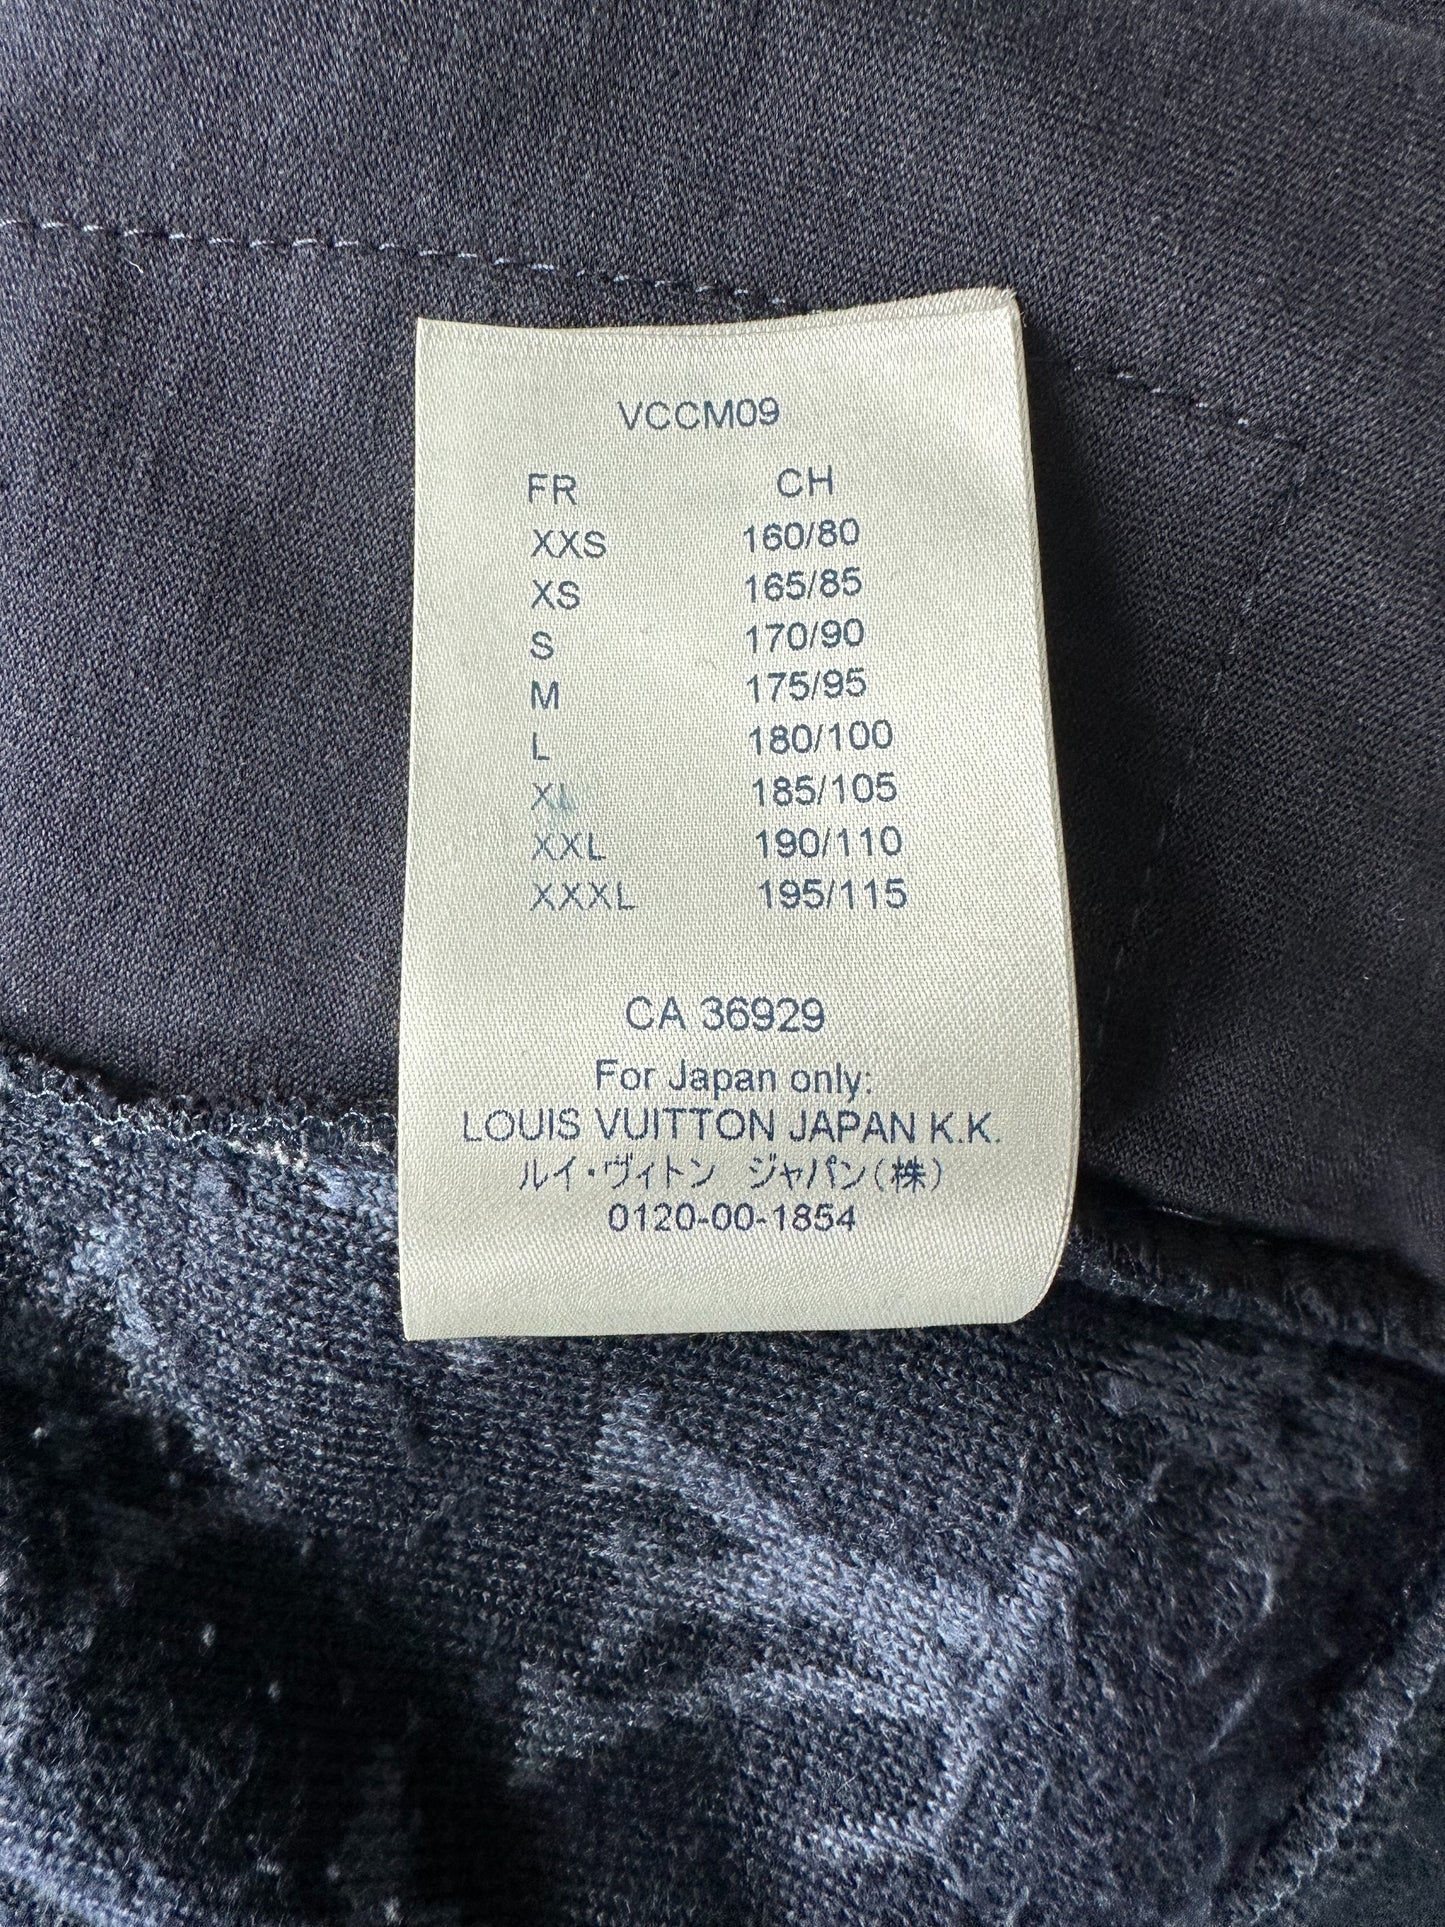 VCCM09
FR CH
XXS 160/80
XS 165/85
S 170/90
M 175/95
L 180/100
XL 185/105
XXL 190/110
XXXL 195/115
CA 36929
For Japan only:
LOUIS VUITTON JAPAN K.K.
ルイ・ヴィトン ジャパン(株)
0120-00-1854